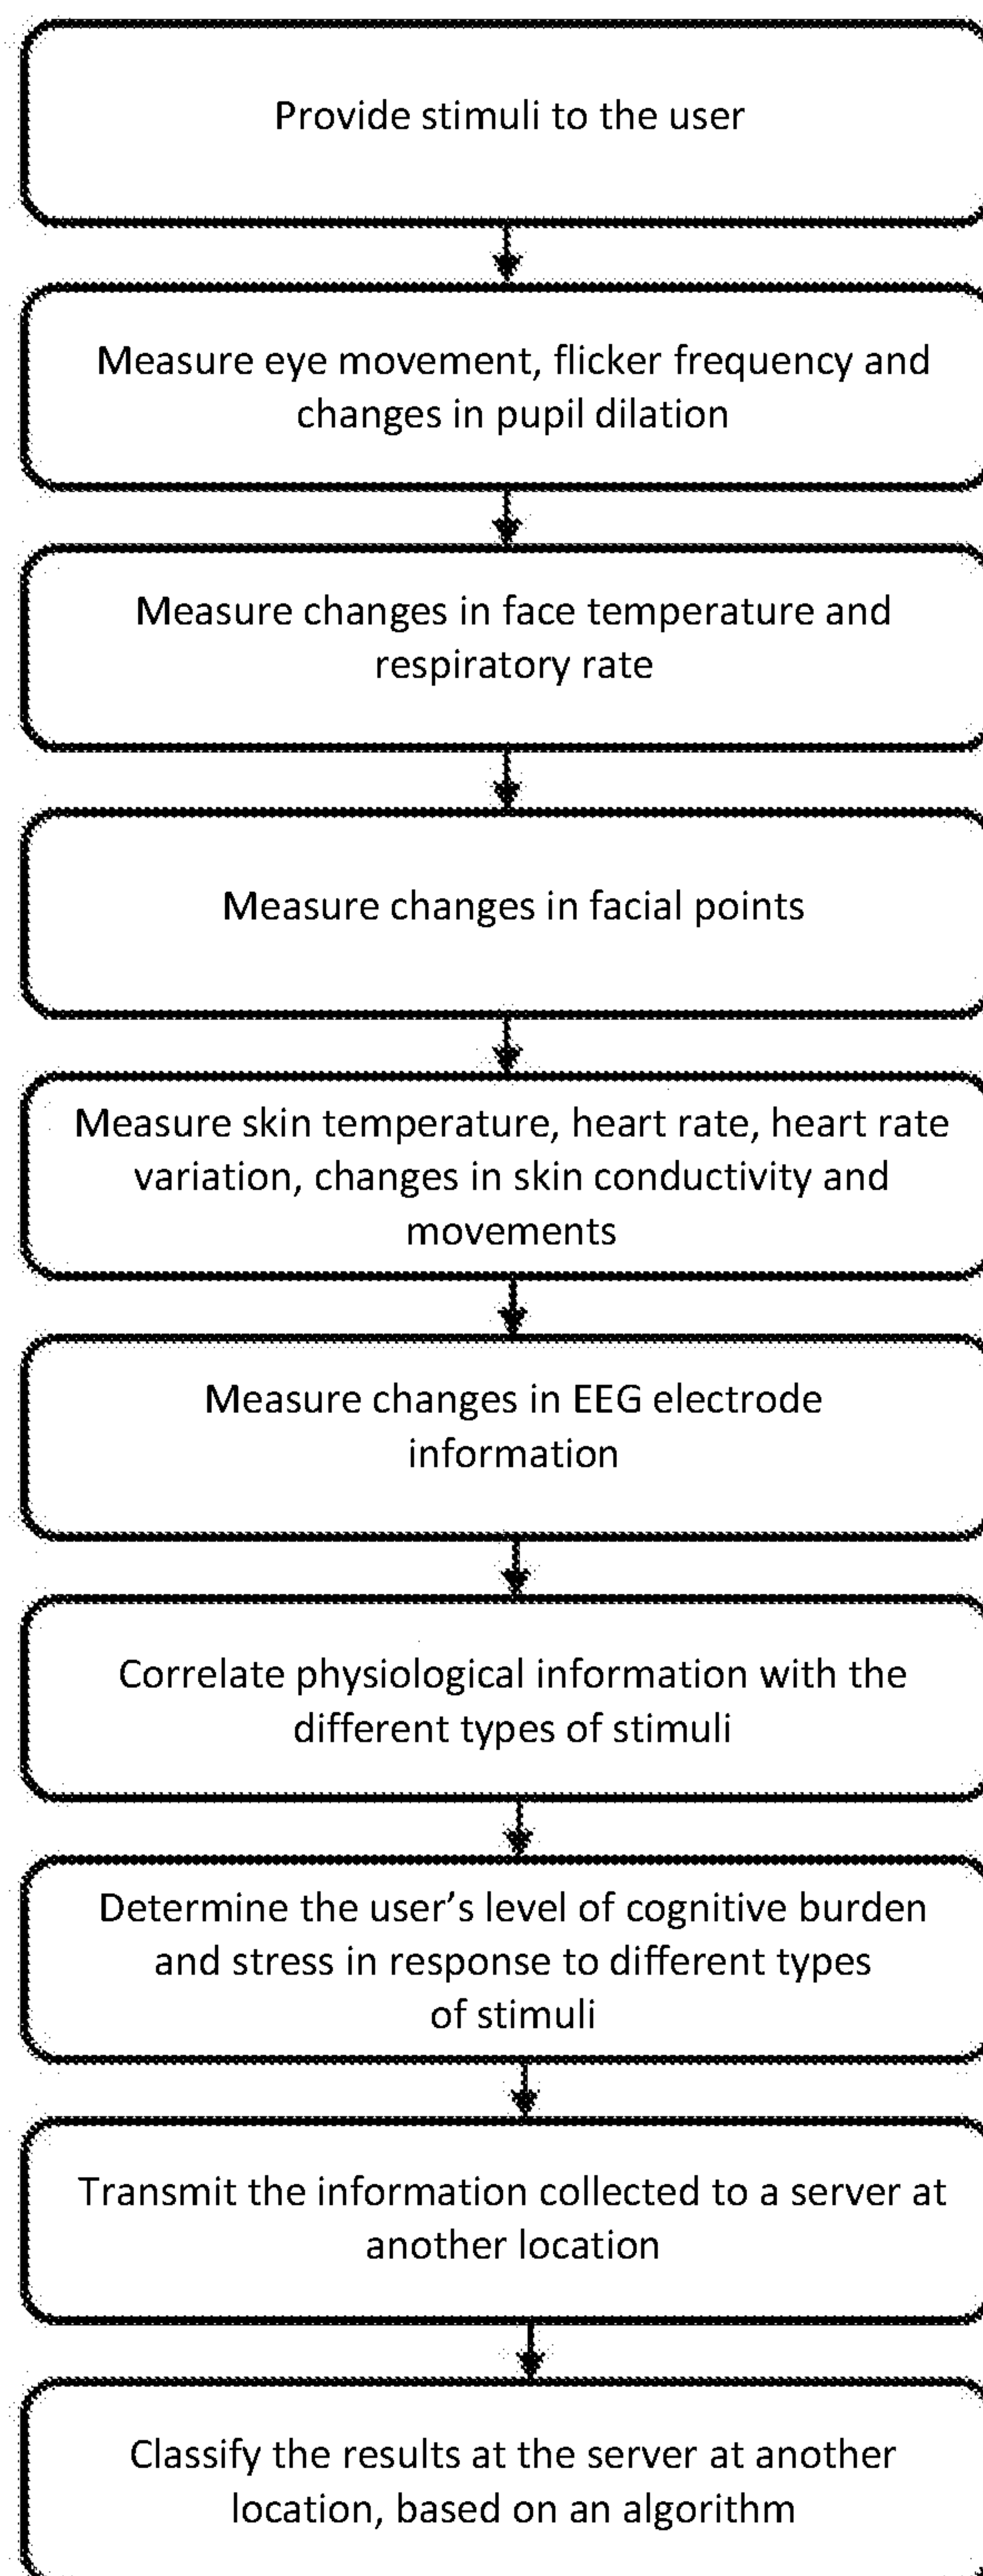 Provide stimuli to the user
Measure eye movement, flicker frequency and
changes in pupil dilation
Measure changes in face temperature and
respiratory rate
Measure changes in facial points
Measure skin temperature, heart rate, heart rate
variation, changes in skin conductivity and
movements
Measure changes in EEG electrode
information
Correlate physiological information with the
different types of stimuli
Determine the user’s level of cognitive burden
and stress in response to different types
of stimuli
Transmit the information collected to a server at
another location
Classify the results at the server at another
location, based on an algorithm